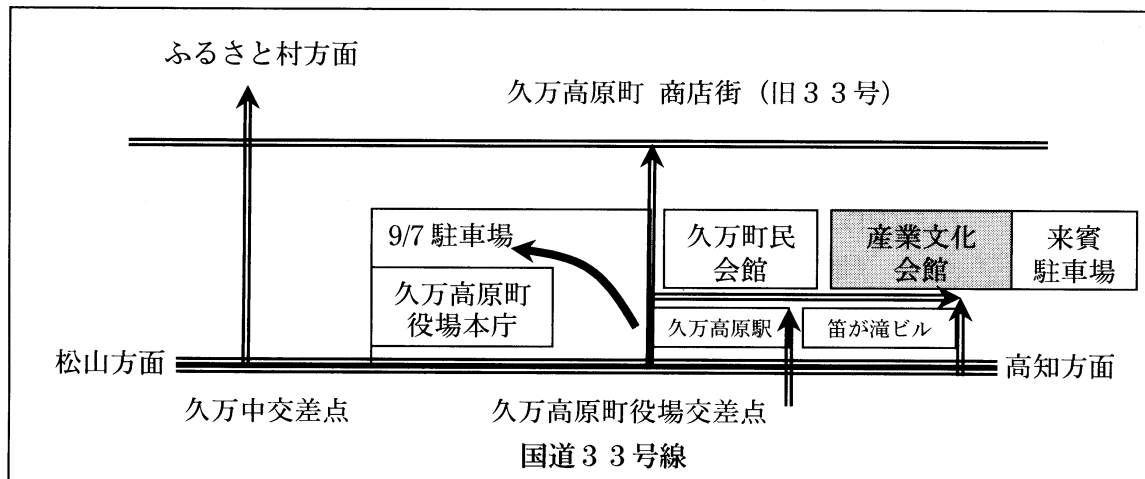 ふるさと村方面
久万高原町 商店街（旧３３号）
9/7 駐車場
久万高原町
役場本庁
久万町民
会館
産業文化
会館
来賓
駐車場
久万高原駅
笛が滝ビル
松山方面
高知方面
久万中交差点
久万高原町役場交差点
国道３３号線